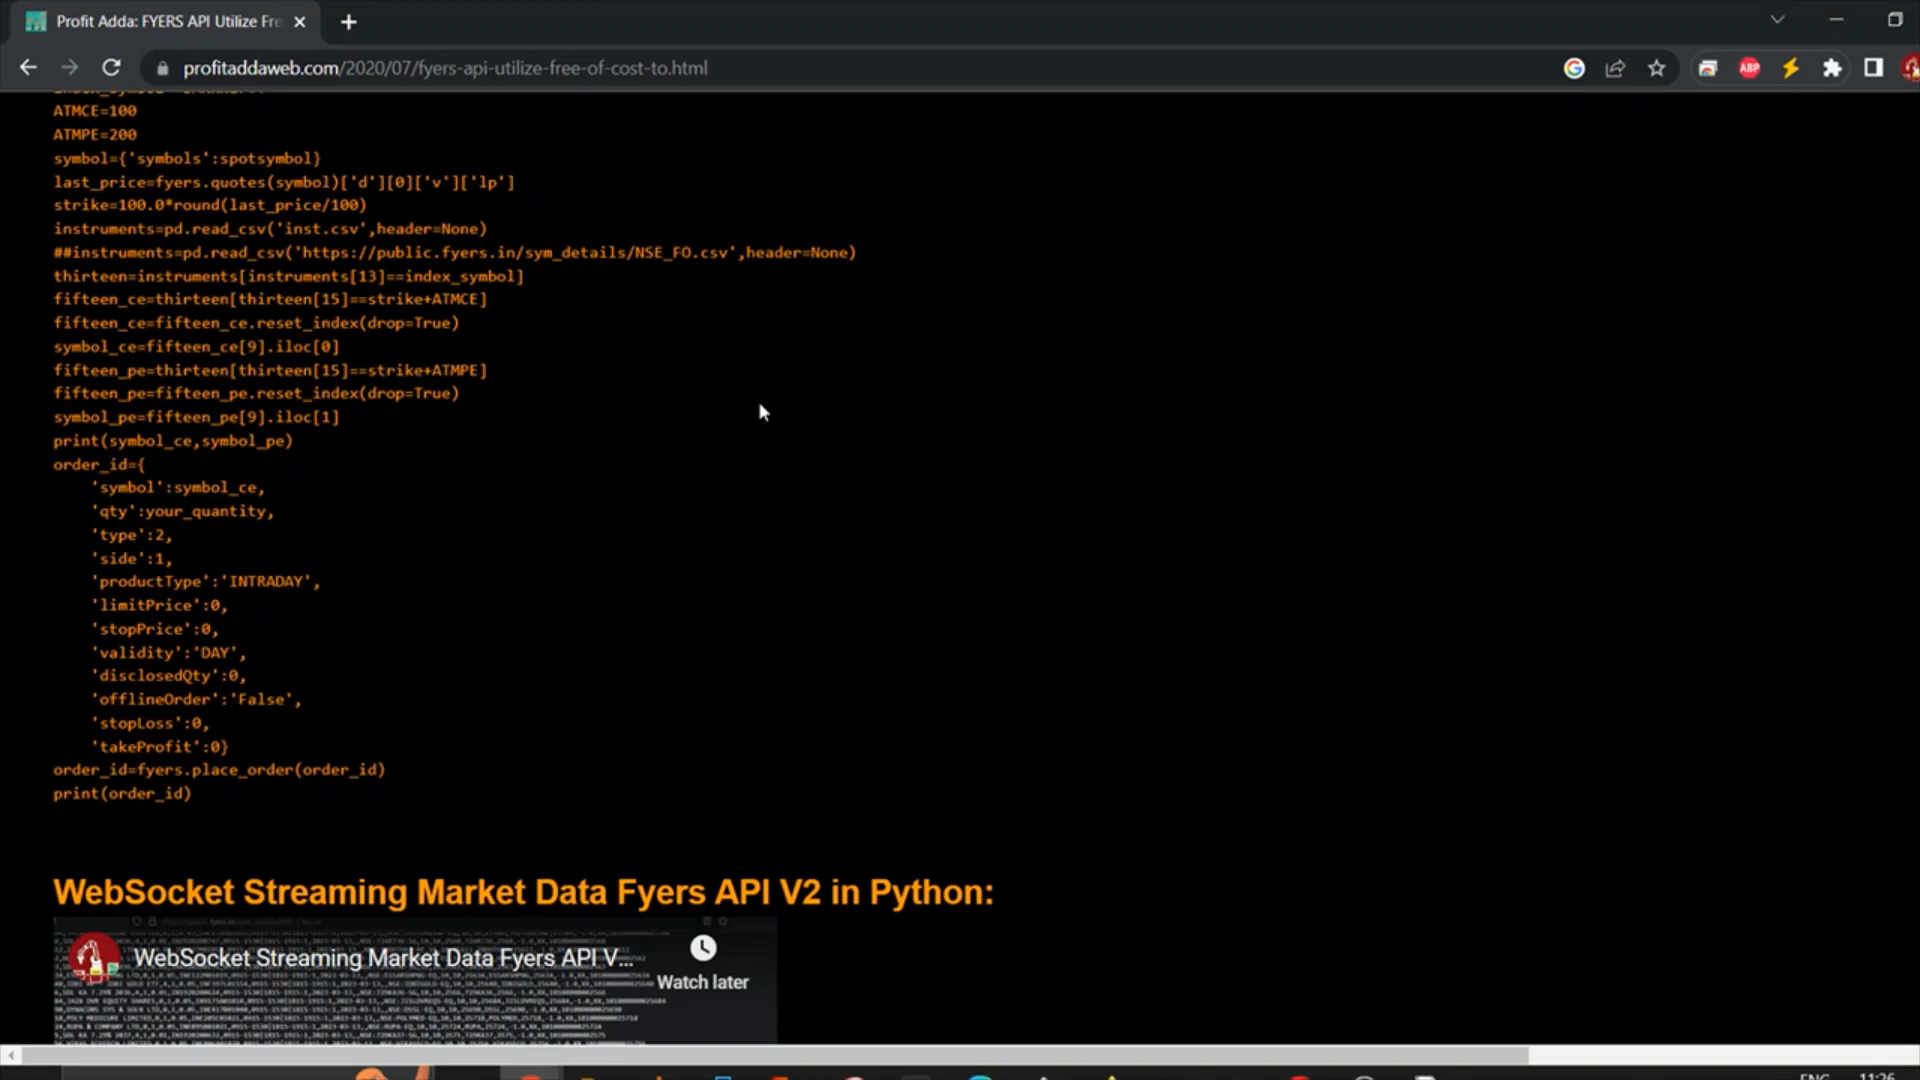 Profit Adda: FYERS API Utilize Fre
profitaddaweb.com/2020/07/fyers-api-utilize-free-of-cost-to.html
ABP
ATMCE=100
ATMPE=200
symbol={'symbols':spotsymbol}
last_price=fyers.quotes(symbol)['d'][0]['v']['lp']
strike=100.0*round(last_price/100)
instruments=pd.read_csv('inst.csv',header=None)
##instruments=pd.read_csv('https://public.fyers.in/sym_details/NSE_FO.csv',header=None)
thirteen=instruments[instruments[13]==index_symbol]
fifteen_ce=thirteen[thirteen[15]==strike+ATMCE]
fifteen_ce=fifteen_ce.reset_index(drop=True)
symbol_ce=fifteen_ce[9].iloc[0]
fifteen_pe=thirteen[thirteen[15]==strike+ATMPE]
fifteen_pe=fifteen_pe.reset_index(drop=True)
symbol_pe=fifteen_pe[9].iloc[1]
print(symbol_ce,symbol_pe)
order_id={
'symbol':symbol_ce,
'qty':your_quantity,
'type':2,
'side':1,
'productType':'INTRADAY',
'limitPrice':0,
'stopPrice':0,
'validity':'DAY',
'disclosedQty':0,
'offlineOrder':'False',
'stopLoss':0,
'takeProfit':0}
order_id=fyers.place_order(order_id)
print(order_id)
WebSocket Streaming Market Data Fyers API V2 in Python:
WebSocket Streaming Market Data Fyers API V...
Watch later
ENG 11:26